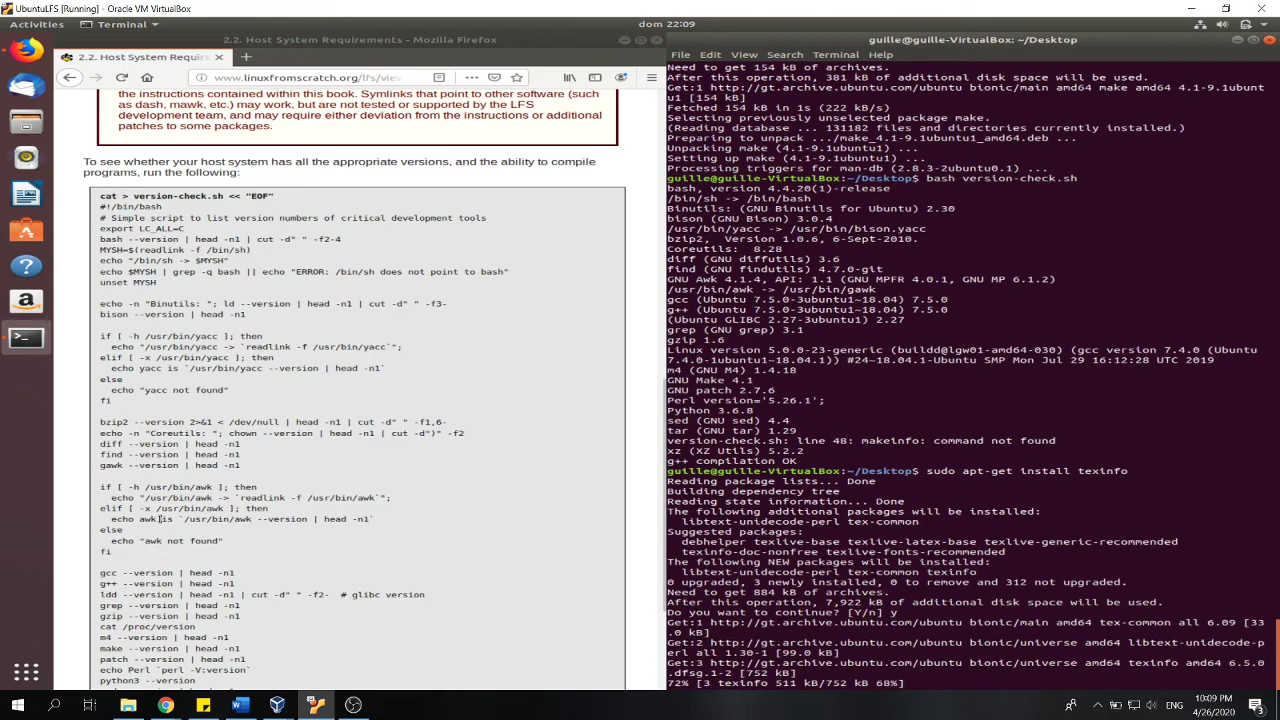 UbuntuLFS [Running] - Oracle VM VirtualBox
Activities
Terminal
dom 22:09
2.2. Host System Requirements - Mozilla Firefox
2.2. Host System Require
www.linuxfromscratch.org/lfs/vie
the instructions contained within this book. Symlinks that point to other software (such
as dash, mawk, etc.) may work, but are not tested or supported by the LFS
development team, and may require either deviation from the instructions or additional
patches to some packages.
To see whether your host system has all the appropriate versions, and the ability to compile
programs, run the following:
cat > version-check.sh << "EOF"
#!/bin/bash
# Simple script to list version numbers of critical development tools
export LC_ALL=C
bash --version | head -n1 | cut -d" " -f2-4
MYSH=$(readlink -f /bin/sh)
echo "/bin/sh -> $MYSH"
echo $MYSH | grep -q bash || echo "ERROR: /bin/sh does not point to bash"
unset MYSH
echo -n "Binutils: "; ld --version | head -n1 | cut -d" " -f3-
bison --version | head -n1
if [ -h /usr/bin/yacc ]; then
echo "/usr/bin/yacc -> `readlink -f /usr/bin/yacc`";
elif [ -x /usr/bin/yacc ]; then
echo yacc is `/usr/bin/yacc --version | head -n1`
else
echo "yacc not found"
fi
bzip2 --version 2>&1 < /dev/null | head -n1 | cut -d" " -f1,6-
echo -n "Coreutils: "; chown --version | head -n1 | cut -d")" -f2
diff --version | head -n1
find --version | head -n1
gawk --version | head -n1
if [ -h /usr/bin/awk ]; then
echo "/usr/bin/awk -> `readlink -f /usr/bin/awk`";
elif [ -x /usr/bin/awk ]; then
echo awk is `/usr/bin/awk --version | head -n1`
else
echo "awk not found"
fi
gcc --version | head -n1
g++ --version | head -n1
ldd --version | head -n1 | cut -d" " -f2-  # glibc version
grep --version | head -n1
gzip --version | head -n1
cat /proc/version
m4 --version | head -n1
make --version | head -n1
patch --version | head -n1
echo Perl `perl -V:version`
python3 --version
guille@guille-VirtualBox: ~/Desktop
File Edit View Search Terminal Help
Need to get 154 kB of archives.
After this operation, 381 kB of additional disk space will be used.
Get:1 http://gt.archive.ubuntu.com/ubuntu bionic/main amd64 make amd64 4.1-9.1ubunt
u1 [154 kB]
Fetched 154 kB in 1s (222 kB/s)
Selecting previously unselected package make.
(Reading database ... 131182 files and directories currently installed.)
Preparing to unpack .../make_4.1-9.1ubuntu1_amd64.deb ...
Unpacking make (4.1-9.1ubuntu1) ...
Setting up make (4.1-9.1ubuntu1) ...
Processing triggers for man-db (2.8.3-2ubuntu0.1) ...
guille@guille-VirtualBox:~/Desktop$ bash version-check.sh
bash, version 4.4.20(1)-release
/bin/sh -> /bin/bash
Binutils: (GNU Binutils for Ubuntu) 2.30
bison (GNU Bison) 3.0.4
/usr/bin/yacc -> /usr/bin/bison.yacc
bzip2,  Version 1.0.6, 6-Sept-2010.
Coreutils:  8.28
diff (GNU diffutils) 3.6
find (GNU findutils) 4.7.0-git
GNU Awk 4.1.4, API: 1.1 (GNU MPFR 4.0.1, GNU MP 6.1.2)
/usr/bin/awk -> /usr/bin/gawk
gcc (Ubuntu 7.5.0-3ubuntu1~18.04) 7.5.0
g++ (Ubuntu 7.5.0-3ubuntu1~18.04) 7.5.0
(Ubuntu GLIBC 2.27-3ubuntu1) 2.27
grep (GNU grep) 3.1
gzip 1.6
Linux version 5.0.0-23-generic (buildd@lgw01-amd64-030) (gcc version 7.4.0 (Ubuntu
7.4.0-1ubuntu1~18.04.1)) #24~18.04.1-Ubuntu SMP Mon Jul 29 16:12:28 UTC 2019
m4 (GNU M4) 1.4.18
GNU Make 4.1
GNU patch 2.7.6
Perl version='5.26.1';
Python 3.6.8
sed (GNU sed) 4.4
tar (GNU tar) 1.29
version-check.sh: line 48: makeinfo: command not found
xz (XZ Utils) 5.2.2
g++ compilation OK
guille@guille-VirtualBox:~/Desktop$ sudo apt-get install texinfo
Reading package lists... Done
Building dependency tree
Reading state information... Done
The following additional packages will be installed:
libtext-unidecode-perl tex-common
Suggested packages:
debhelper texlive-base texlive-latex-base texlive-generic-recommended
texinfo-doc-nonfree texlive-fonts-recommended
The following NEW packages will be installed:
libtext-unidecode-perl tex-common texinfo
0 upgraded, 3 newly installed, 0 to remove and 312 not upgraded.
Need to get 884 kB of archives.
After this operation, 7,922 kB of additional disk space will be used.
Do you want to continue? [Y/n] y
Get:1 http://gt.archive.ubuntu.com/ubuntu bionic/main amd64 tex-common all 6.09 [33
.0 kB]
Get:2 http://gt.archive.ubuntu.com/ubuntu bionic/universe amd64 libtext-unidecode-p
erl all 1.30-1 [99.0 kB]
Get:3 http://gt.archive.ubuntu.com/ubuntu bionic/universe amd64 texinfo amd64 6.5.0
.dfsg.1-2 [752 kB]
72% [3 texinfo 511 kB/752 kB 68%]
10:09 PM
4/26/2020